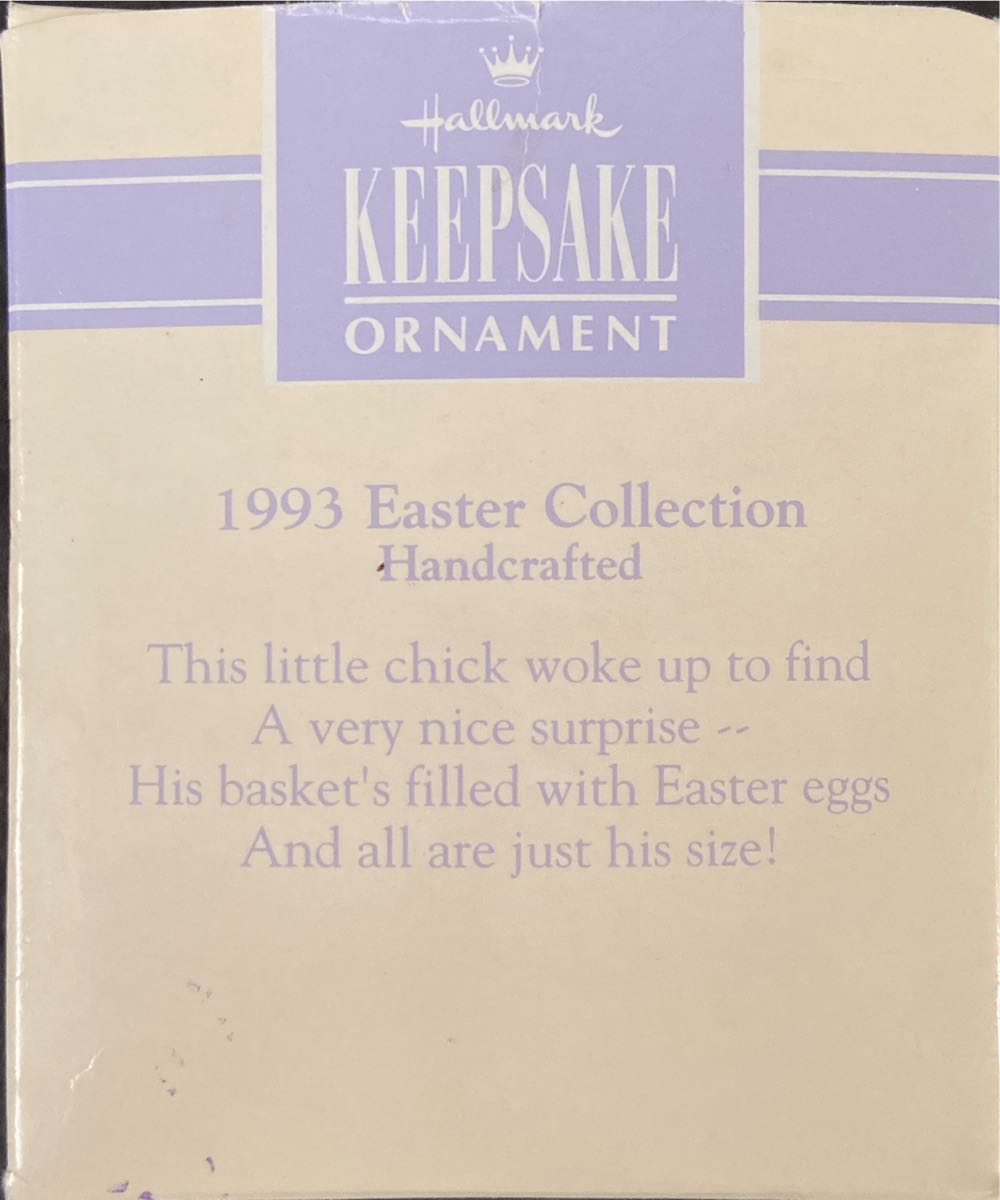 Hallmark
KEEPSAKE
ORNAMENT
1993 Easter Collection
Handcrafted
This little chick woke up to find
A very nice surprise --
His basket's filled with Easter eggs
And all are just his size!